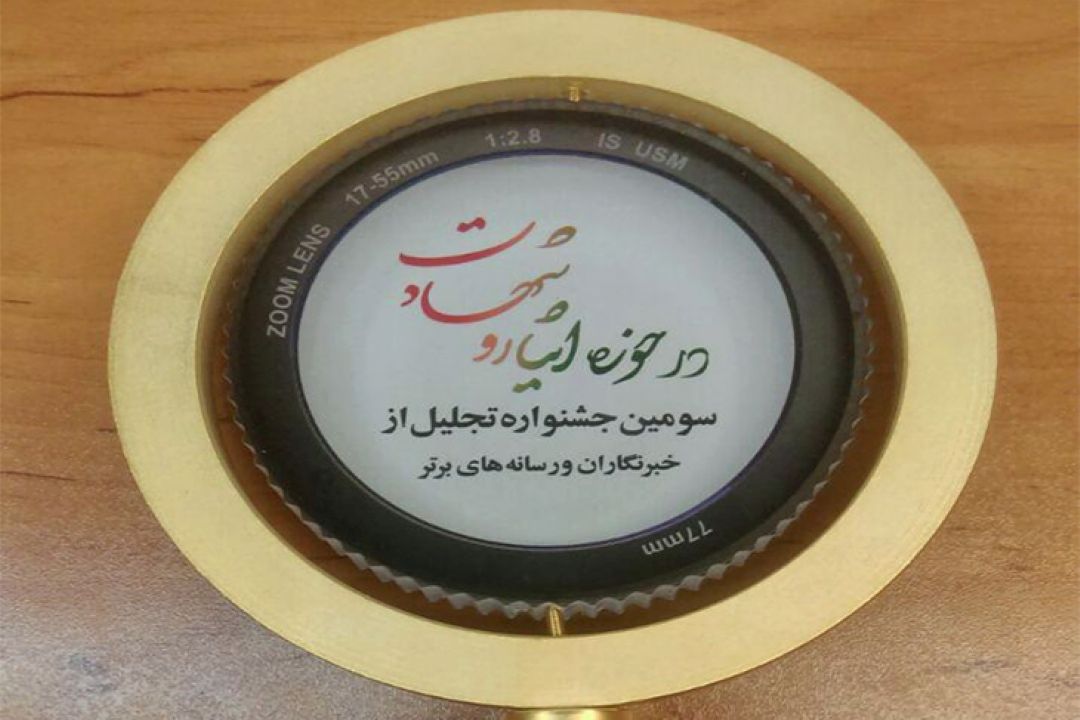 ZOOM LENS 17-55mm 1:2.8 IS USM
در حوزه ایثار و شهادت
سومین جشنواره تجلیل از
خبرنگاران و رسانه های برتر
77mm